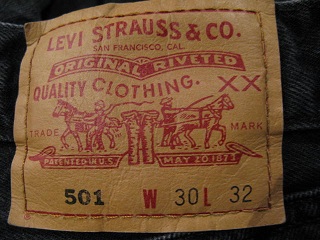 LEVI STRAUSS & CO.
SAN FRANCISCO, CAL.
ORIGINAL RIVETED
QUALITY CLOTHING. XX
TRADE MARK
PATENTED IN U.S. MAY 20 1873
501 W 30 L 32